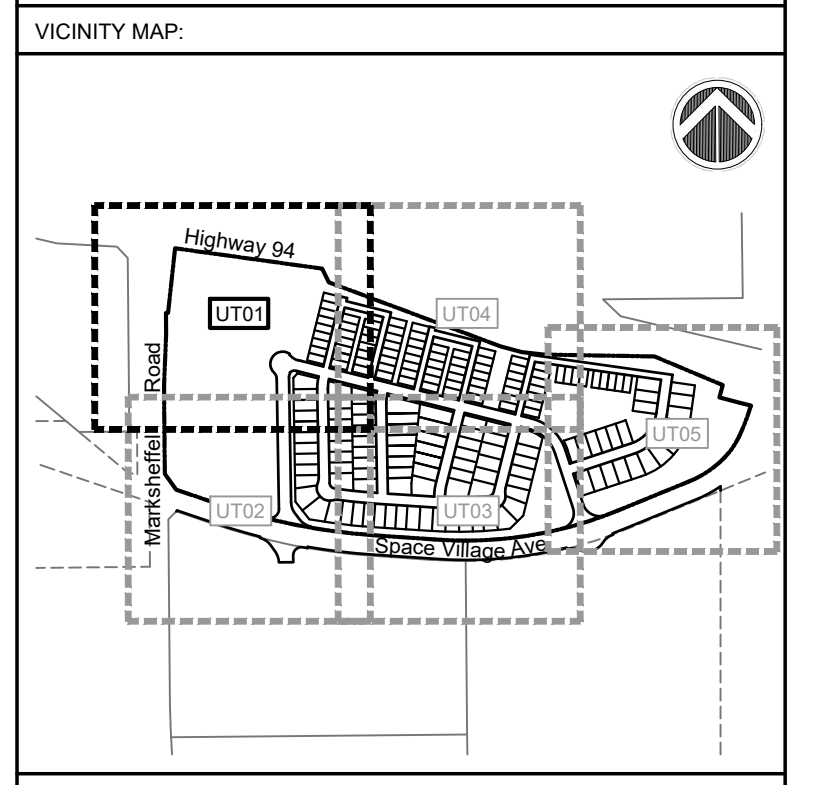 VICINITY MAP:
Highway 94
UT01
UT04
Marksheffel Road
UT05
UT02
UT03
Space Village Ave